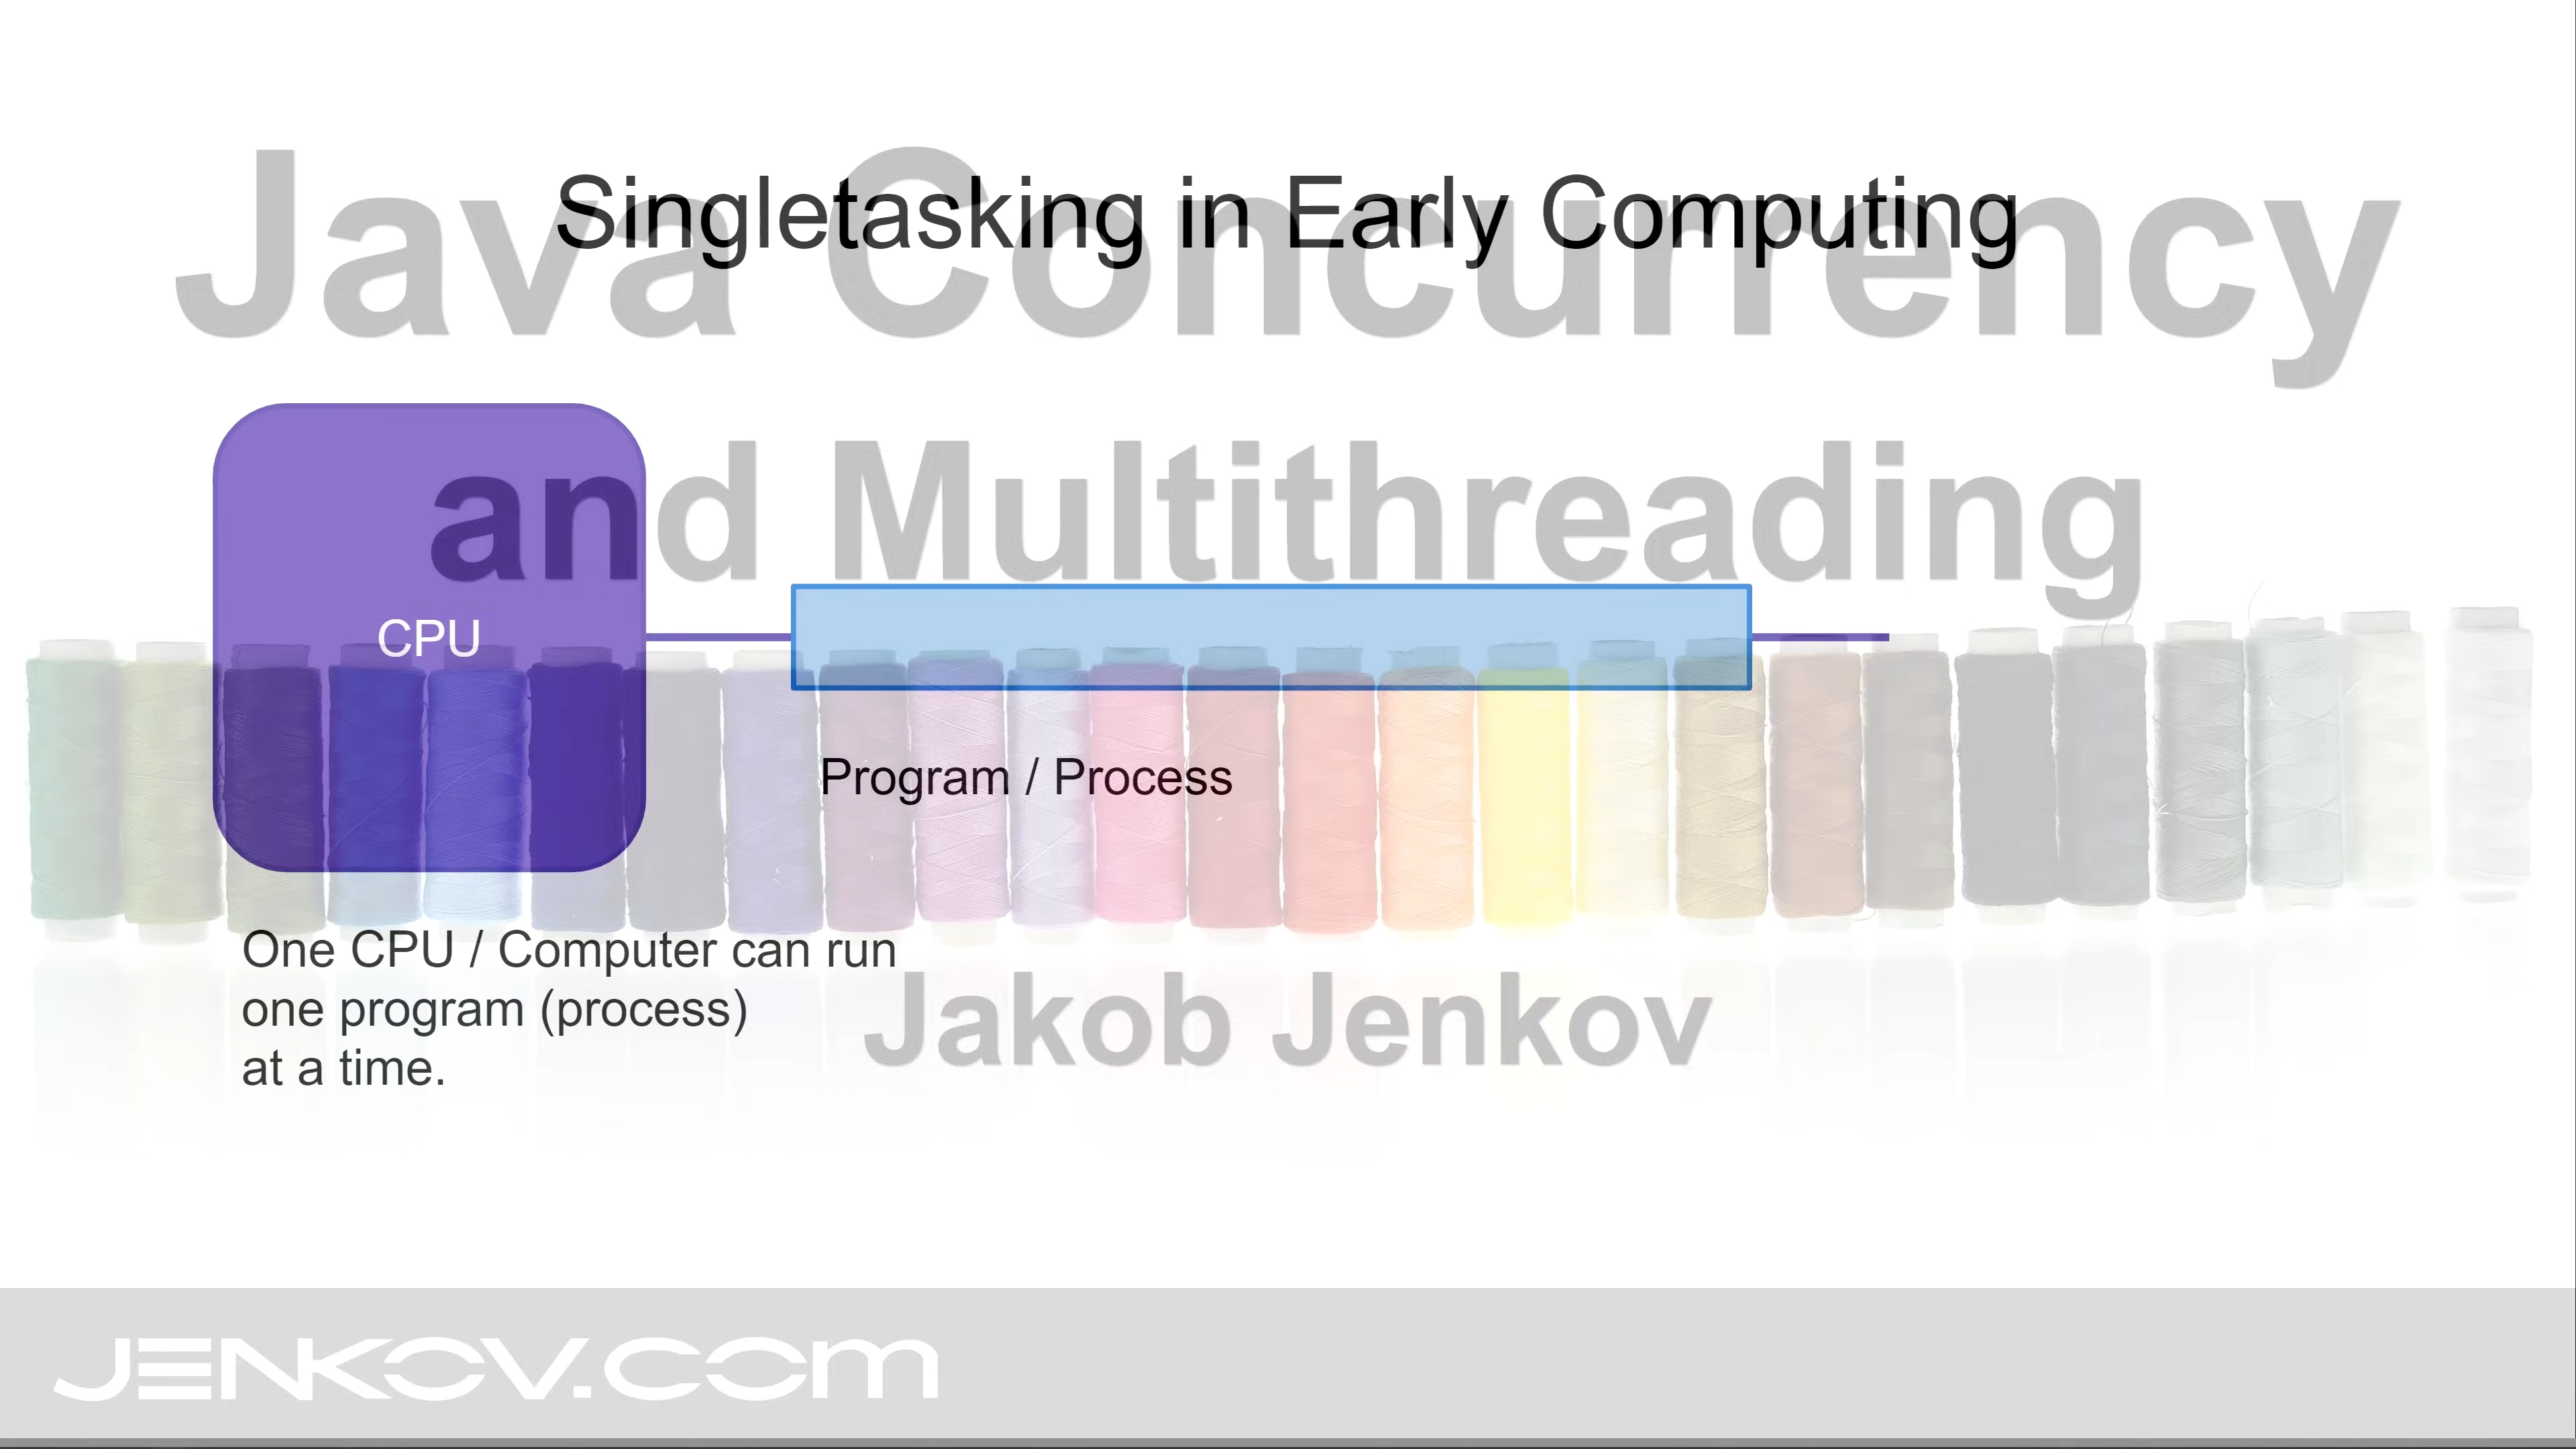 Singletasking in Early Computing
Java Concurrency
and Multithreading
CPU
Program / Process
One CPU / Computer can run
one program (process)
at a time.
Jakob Jenkov
JENKOV.COM